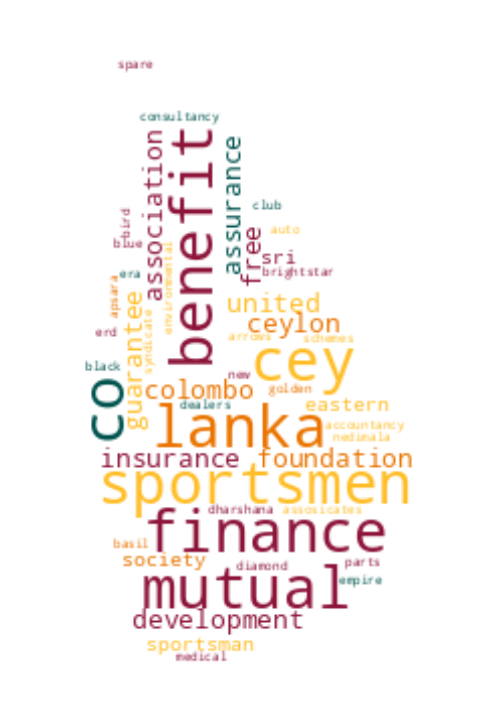 spare
consultancy
benefit
association
assurance
club
bird
blue
free
auto
sri
brightstar
environmental
era
apsara
guarantee
united
ceylon
syndicate
erd
arrows
schemes
cey
black
new
co
colombo
golden
dealers
eastern
lanka
accountancy
nedimala
insurance
foundation
sportsmen
dharshana
assosicates
finance
basil
society
diamond
parts
empire
mutual
development
sportsman
medical